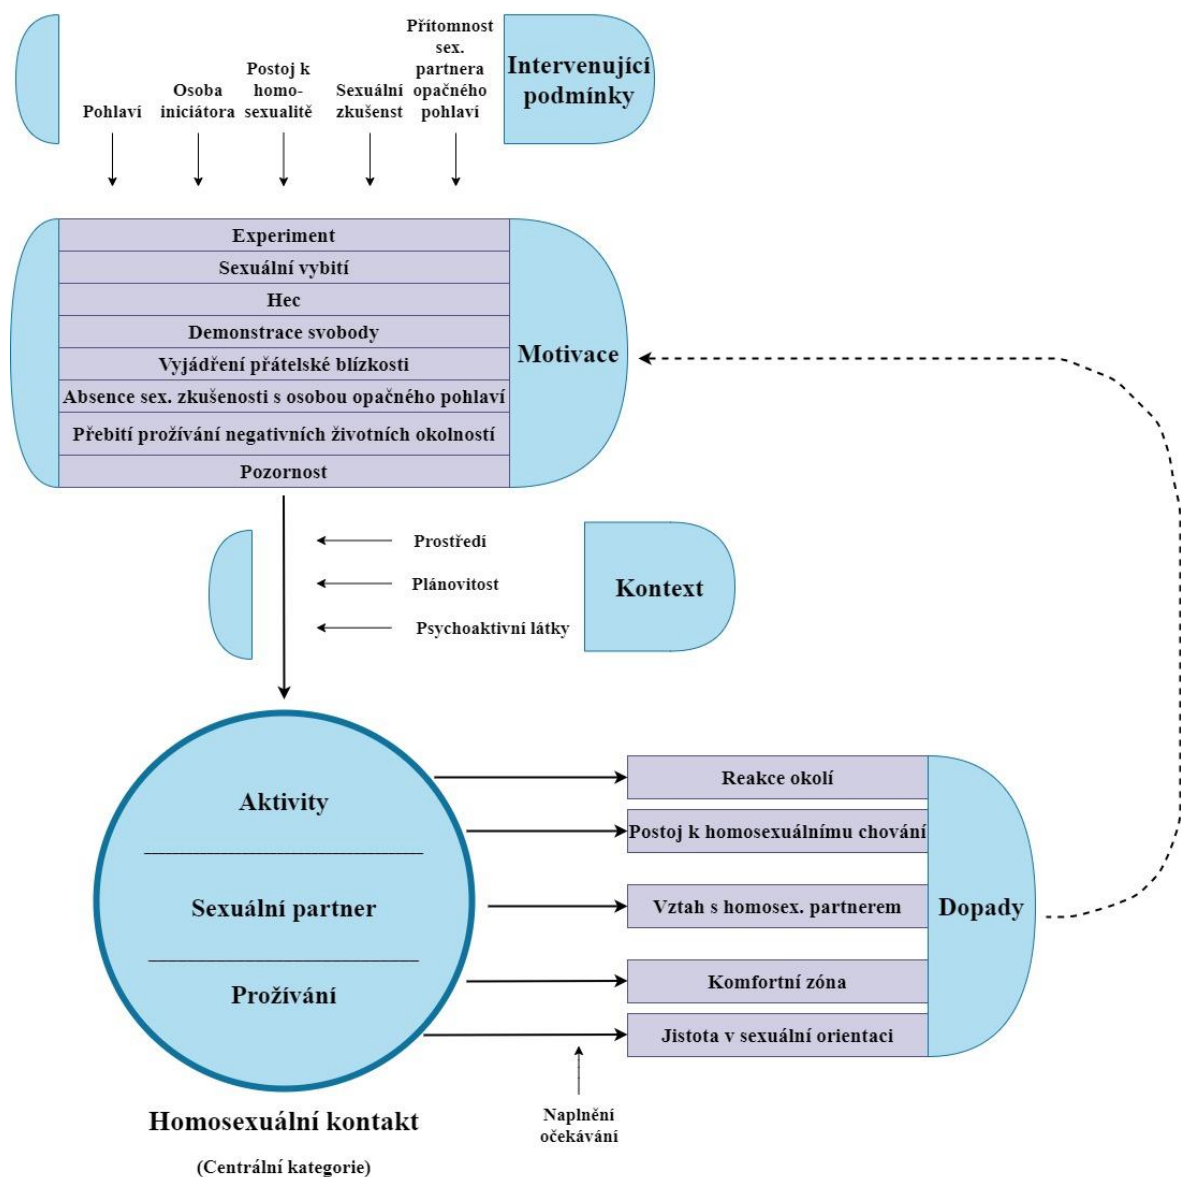 Pohlaví
Osoba
iniciátora
Postoj k
homo-
sexualitě
Sexuální
zkušenst
Přítomnost
sex.
partnera
opačného
pohlaví
Intervenující
podmínky
Experiment
Sexuální vybití
Hec
Demonstrace svobody
Vyjádření přátelské blízkosti
Absence sex. zkušenosti s osobou opačného pohlaví
Přebití prožívání negativních životních okolností
Pozornost
Motivace
Prostředí
Plánovitost
Psychoaktivní látky
Kontext
Aktivity
Sexuální partner
Prožívání
Homosexuální kontakt
(Centrální kategorie)
Reakce okolí
Postoj k homosexuálnímu chování
Vztah s homosex. partnerem
Komfortní zóna
Jistota v sexuální orientaci
Dopady
Naplnění
očekávání